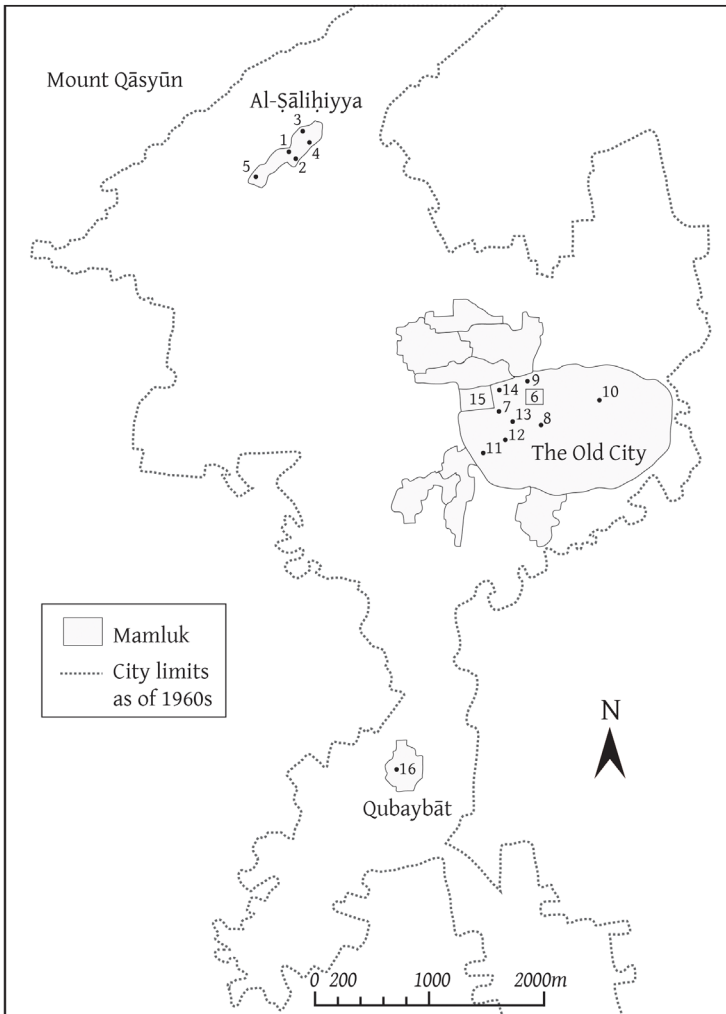 Mount Qāsyūn
Al-Ṣāliḥiyya
3
1
4
5
2
9
14
10
15
6
7
13
8
12
11
The Old City
Mamluk
City limits
as of 1960s
N
16
Qubaybāt
0 200 1000 2000m